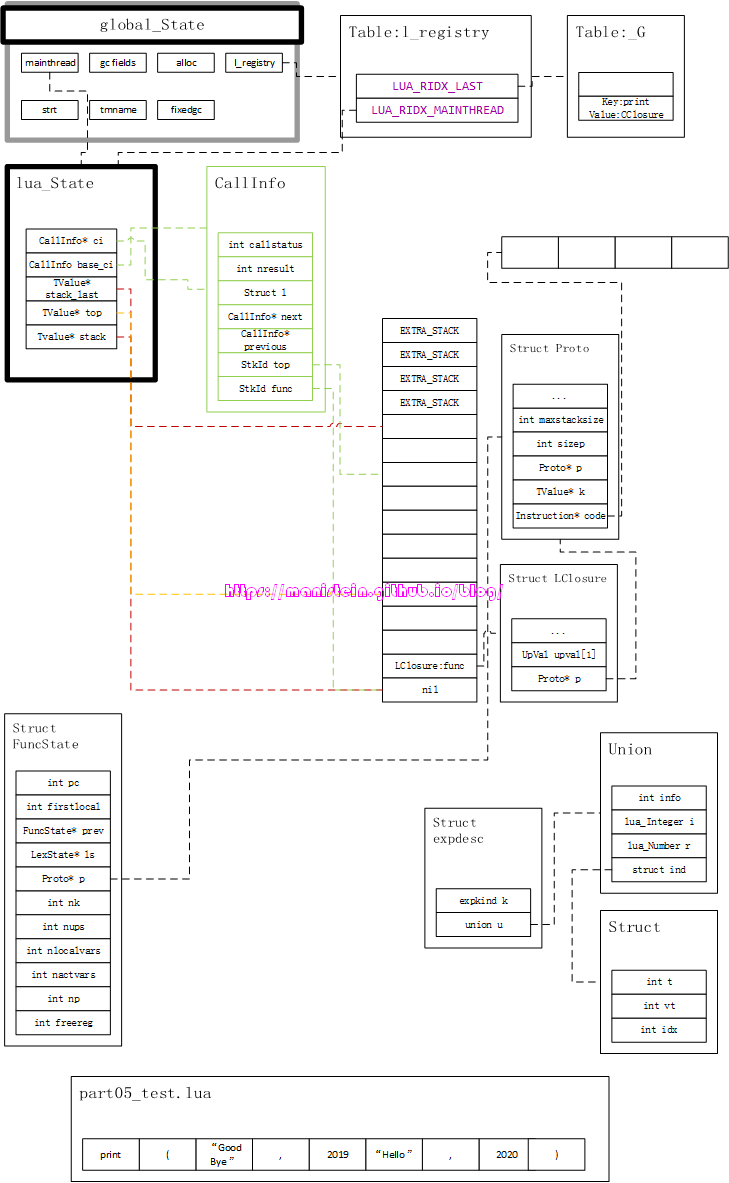 global_State
mainthread
gc fields
alloc
l_registry
strt
tmname
fixedgc
Table:l_registry
LUA_RIDX_LAST
LUA_RIDX_MAINTHREAD
Table:_G
Key:print
Value:CClosure
lua_State
CallInfo* ci
CallInfo base_ci
TValue*
stack_last
TValue* top
Tvalue* stack
CallInfo
int callstatus
int nresult
Struct l
CallInfo* next
CallInfo*
previous
StkId top
StkId func
EXTRA_STACK
EXTRA_STACK
EXTRA_STACK
EXTRA_STACK
LClosure:func
nil
Struct Proto
...
int maxstacksize
int sizep
Proto* p
TValue* k
Instruction* code
Struct LClosure
...
UpVal upval[1]
Proto* p
http://manistein.github.io/blog/
Struct
FuncState
int pc
int firstlocal
FuncState* prev
LexState* ls
Proto* p
int nk
int nups
int nlocalvars
int nactvars
int np
int freereg
Struct
expdesc
expkind k
union u
Union
int info
lua_Integer i
lua_Number r
struct ind
Struct
int t
int vt
int idx
part05_test.lua
print
(
“Good
Bye”
,
2019
“Hello”
,
2020
)